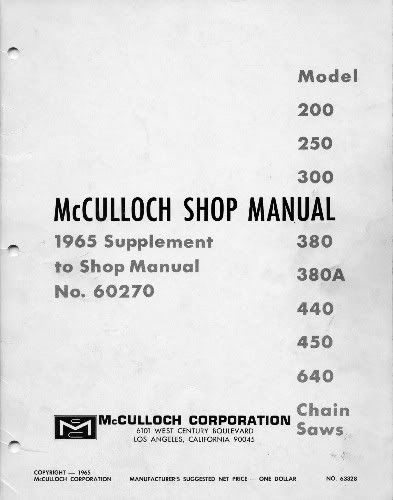 Model
200
250
300
McCULLOCH SHOP MANUAL
1965 Supplement 380
to Shop Manual 380A
No. 60270
440
450
640
Chain
Saws
McCULLOCH CORPORATION
6101 WEST CENTURY BOULEVARD
LOS ANGELES, CALIFORNIA 90045
COPYRIGHT — 1965
McCULLOCH CORPORATION MANUFACTURER'S SUGGESTED NET PRICE — ONE DOLLAR NO. 63328